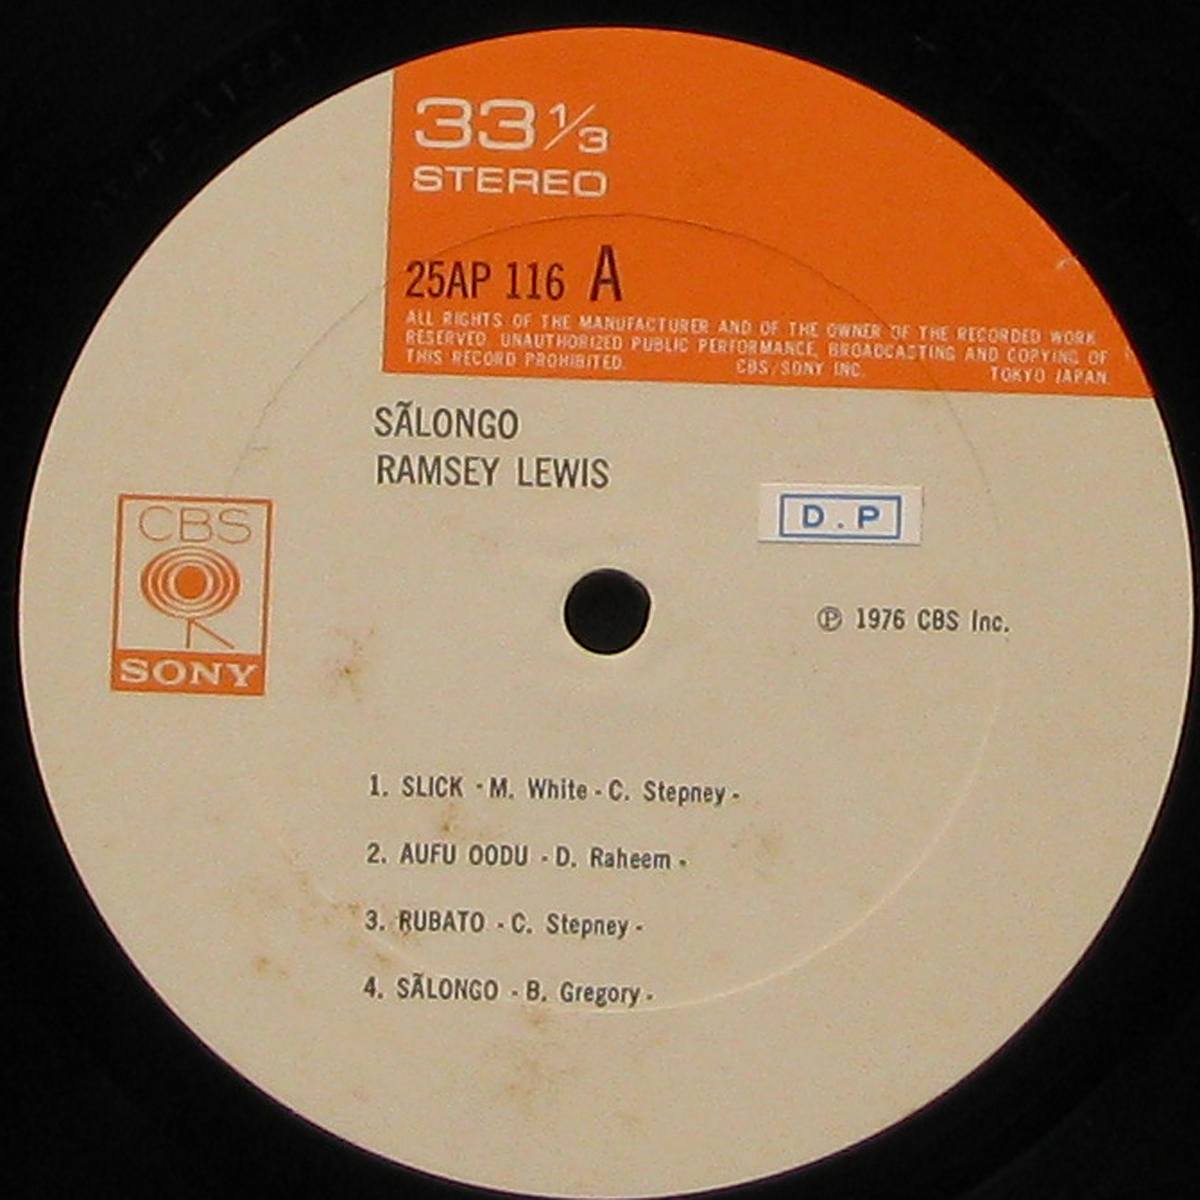 33 1/3
STEREO
25AP 116 A
ALL RIGHTS OF THE MANUFACTURER AND OF THE OWNER OF THE RECORDED WORK
RESERVED. UNAUTHORIZED PUBLIC PERFORMANCE, BROADCASTING AND COPYING OF
THIS RECORD PROHIBITED. CBS/SONY INC. TOKYO JAPAN
SÃLONGO
RAMSEY LEWIS
CBS
SONY
D.P
℗ 1976 CBS Inc.
1. SLICK - M. White - C. Stepney -
2. AUFU OODU - D. Raheem -
3. RUBATO - C. Stepney -
4. SÃLONGO - B. Gregory -